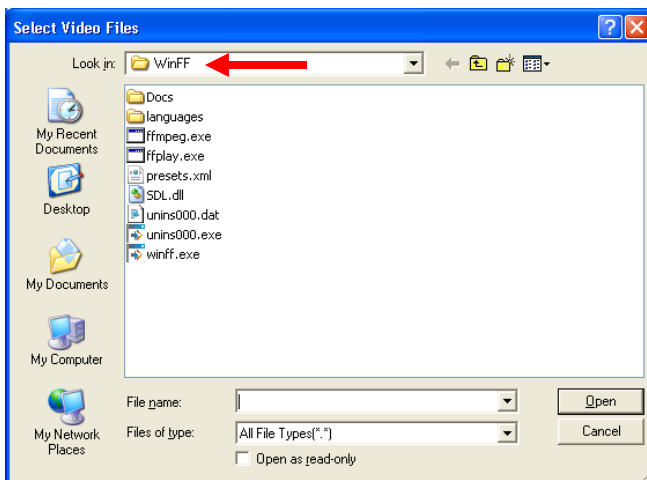 Select Video Files
Look in: WinFF
My Recent
Documents
Desktop
My Documents
My Computer
My Network
Places
Docs
languages
ffmpeg.exe
ffplay.exe
presets.xml
SDL.dll
unins000.dat
unins000.exe
winff.exe
File name:
Open
Files of type: All File Types(*.*)
Cancel
Open as read-only